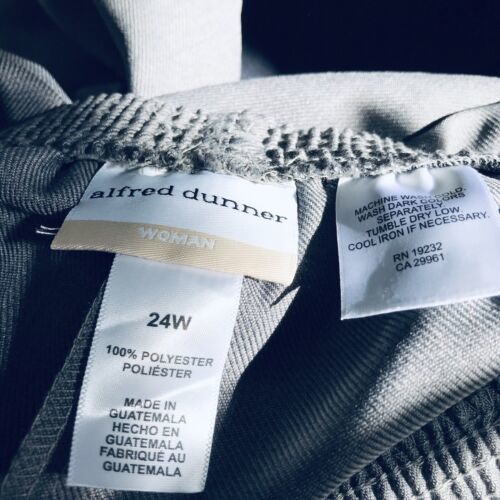 alfred dunner
WOMAN
24W
100% POLYESTER
POLIÉSTER
MADE IN
GUATEMALA
HECHO EN
GUATEMALA
FABRIQUÉ AU
GUATEMALA
MACHINE WASH COLD.
WASH DARK COLORS
SEPARATELY
TUMBLE DRY LOW
COOL IRON IF NECESSARY.
RN 19232
CA 29961